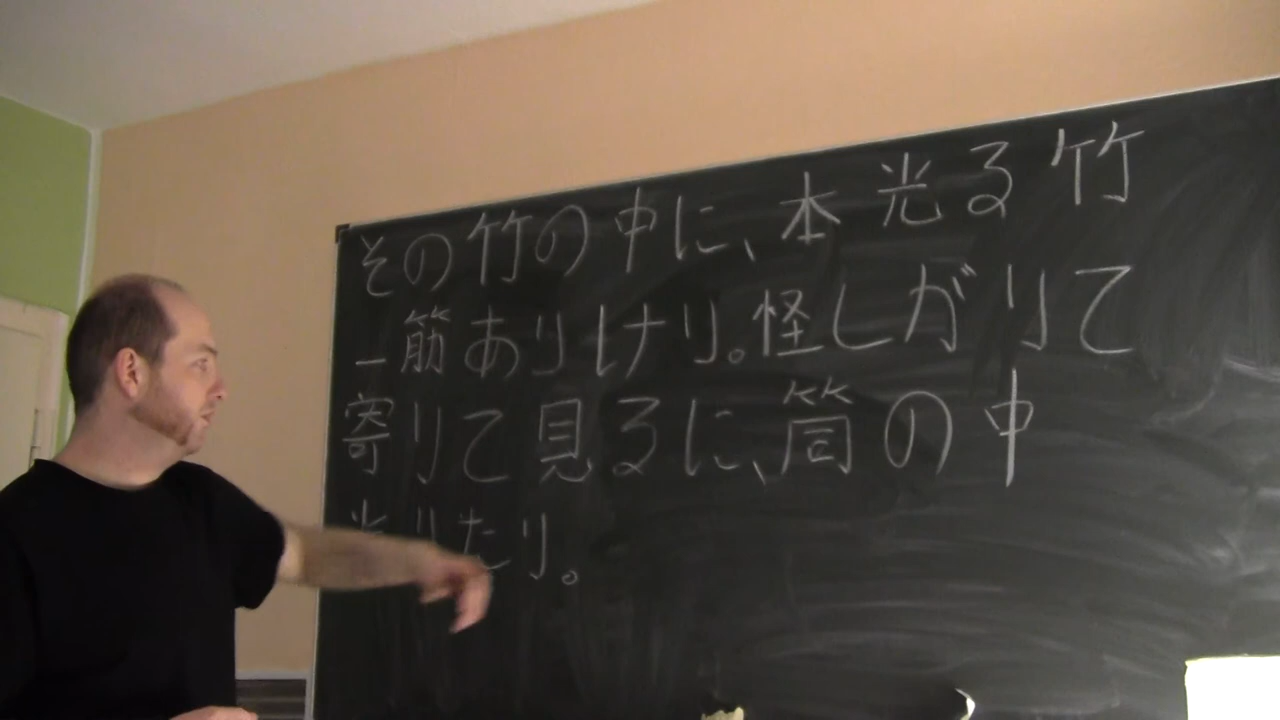 その竹の中に、本光る竹
一筋ありけり。怪しがりて
寄りて見るに、筒の中
光りたり。